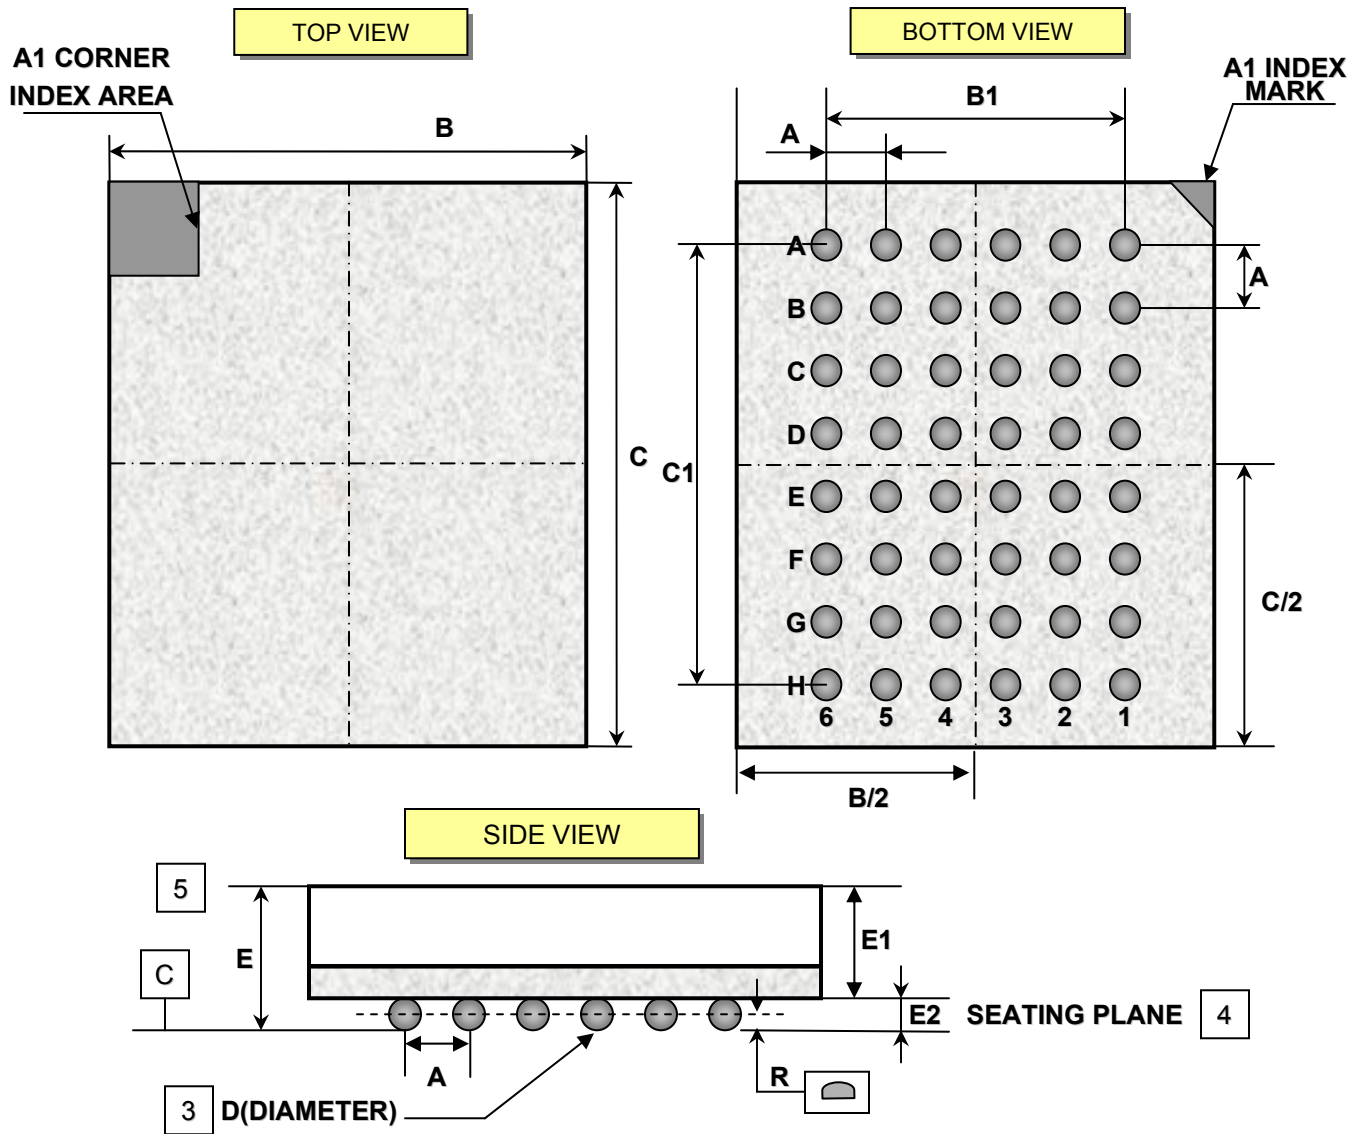 TOP VIEW
BOTTOM VIEW
A1 CORNER
INDEX AREA
A1 INDEX
MARK
B
B1
A
A
A
B
C
D
E
F
G
H
C
C1
C/2
6 5 4 3 2 1
B/2
SIDE VIEW
5
C
E
E1
E2
SEATING PLANE
4
A
R
3
D(DIAMETER)